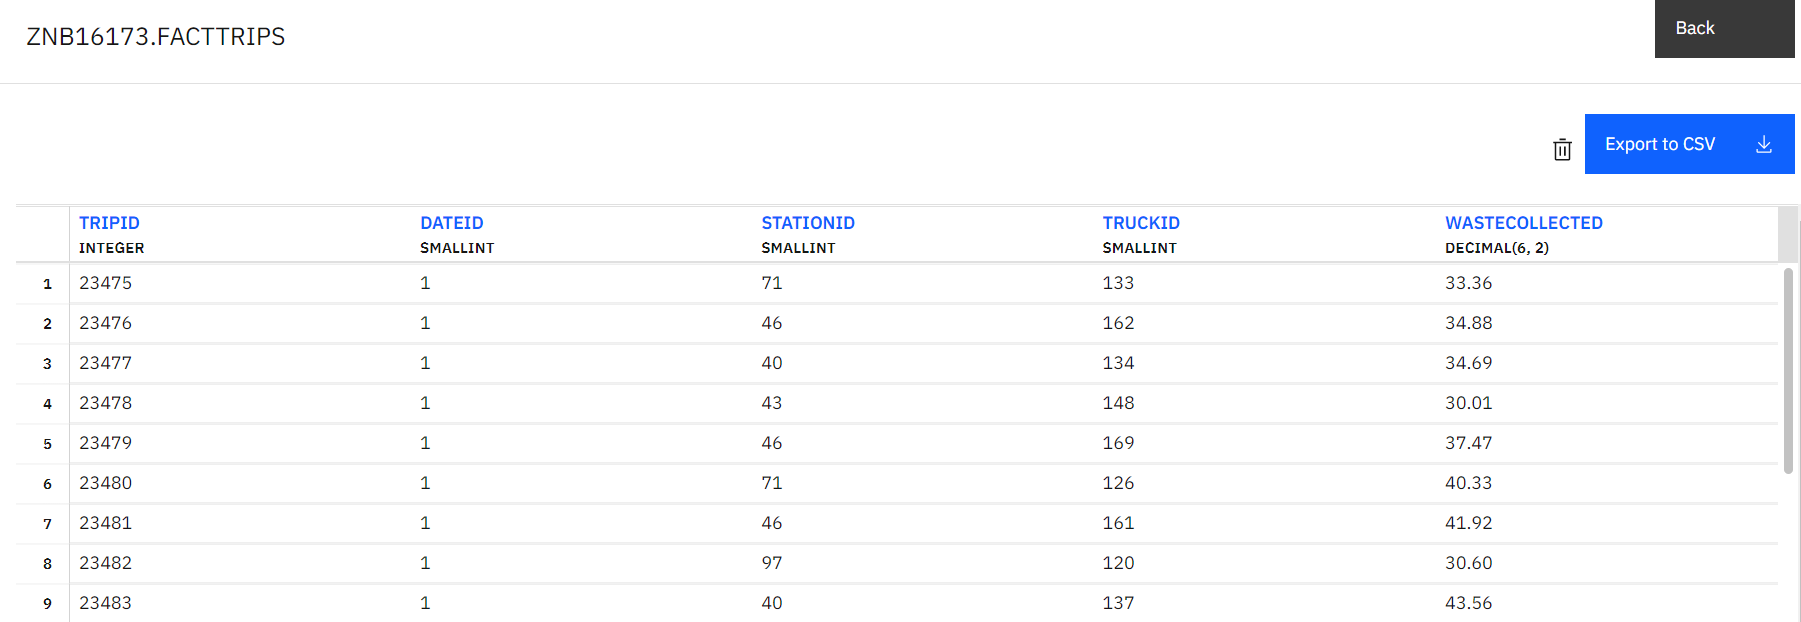 ZNB16173.FACTTRIPS
Back
Export to CSV
TRIPID DATEID STATIONID TRUCKID WASTECOLLECTED
INTEGER SMALLINT SMALLINT SMALLINT DECIMAL(6, 2)
1 23475 1 71 133 33.36
2 23476 1 46 162 34.88
3 23477 1 40 134 34.69
4 23478 1 43 148 30.01
5 23479 1 46 169 37.47
6 23480 1 71 126 40.33
7 23481 1 46 161 41.92
8 23482 1 97 120 30.60
9 23483 1 40 137 43.56